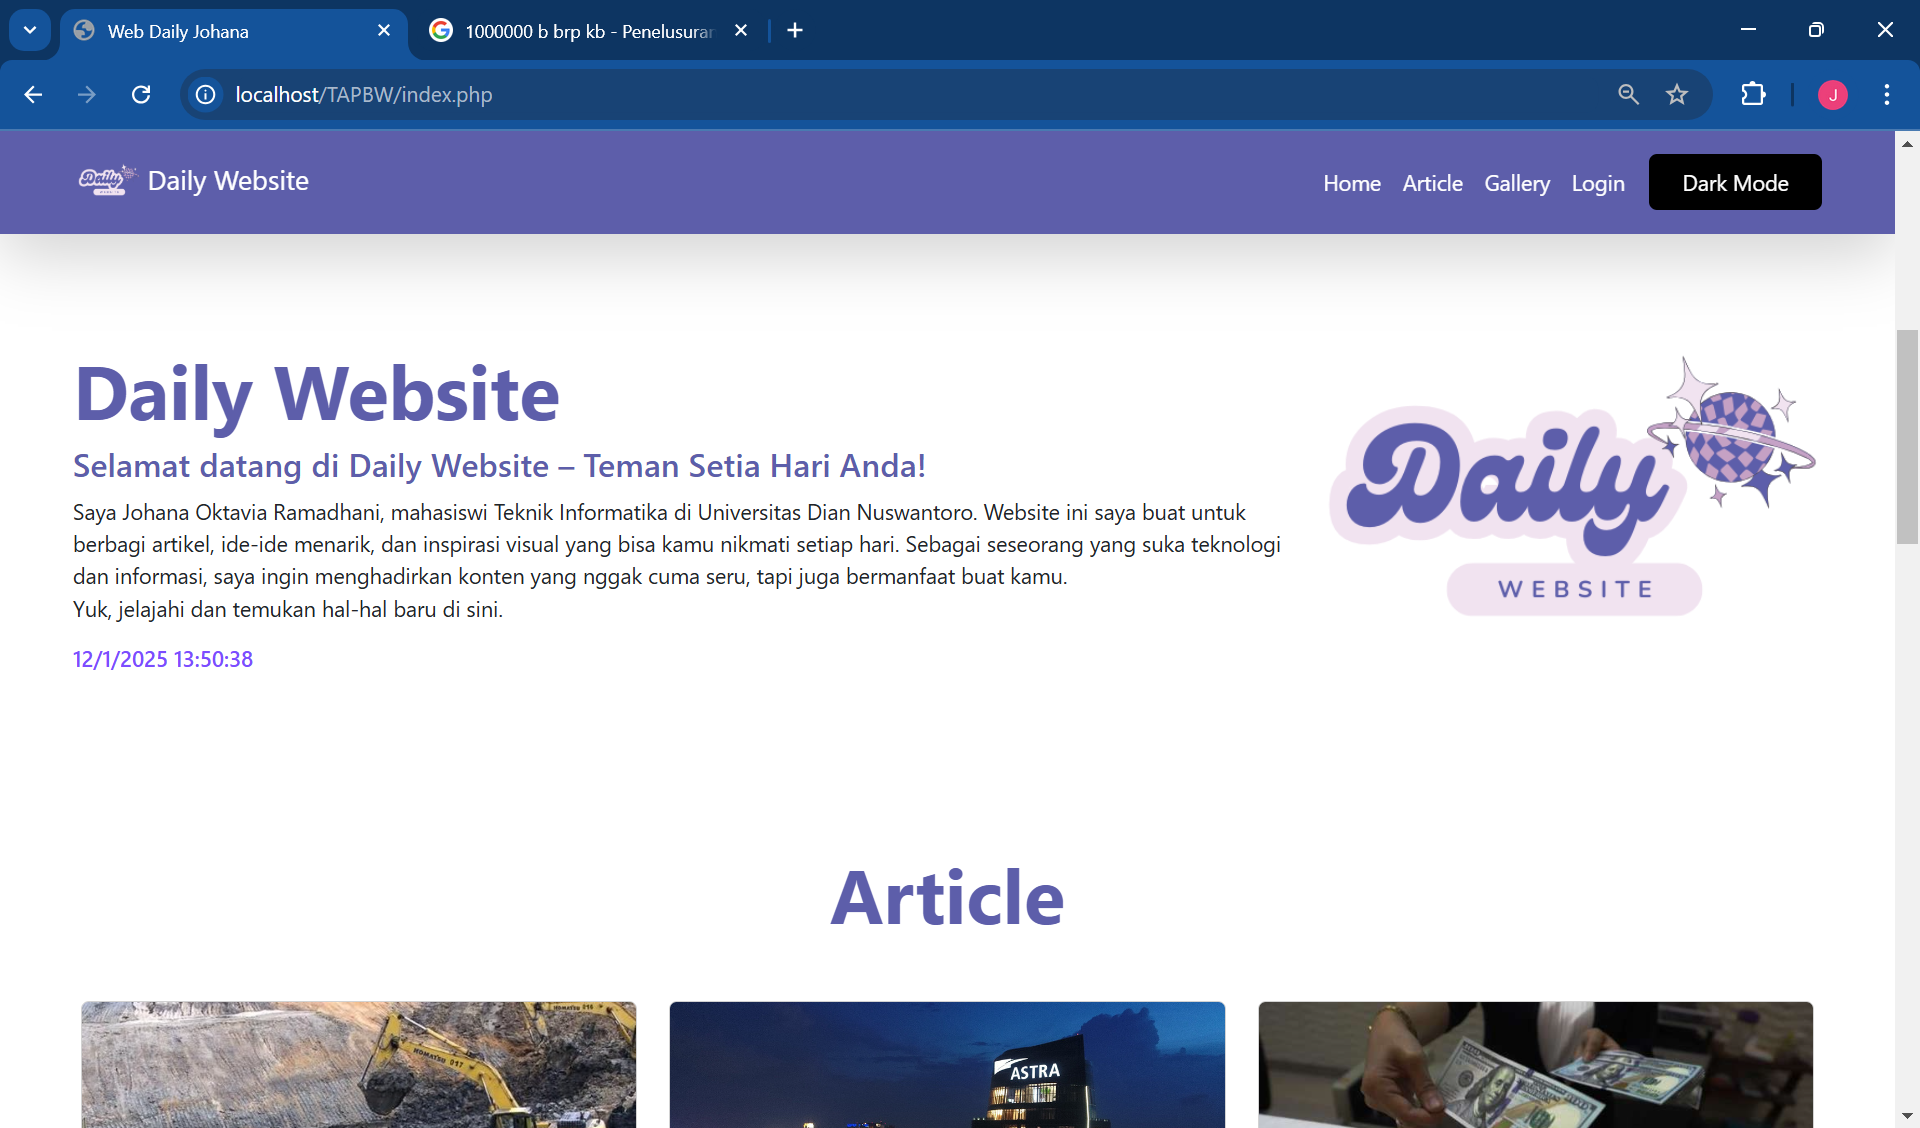 Web Daily Johana
1000000 b brp kb - Penelusuran
localhost/TAPBW/index.php
J
Daily WEBSITE
Daily Website
Home Article Gallery Login Dark Mode
Daily Website
Selamat datang di Daily Website – Teman Setia Hari Anda!
Saya Johana Oktavia Ramadhani, mahasiswi Teknik Informatika di Universitas Dian Nuswantoro. Website ini saya buat untuk
berbagi artikel, ide-ide menarik, dan inspirasi visual yang bisa kamu nikmati setiap hari. Sebagai seseorang yang suka teknologi
dan informasi, saya ingin menghadirkan konten yang nggak cuma seru, tapi juga bermanfaat buat kamu.
Yuk, jelajahi dan temukan hal-hal baru di sini.
12/1/2025 13:50:38
Daily
WEBSITE
Article
KOMATSU 016
KOMATSU 017
ASTRA